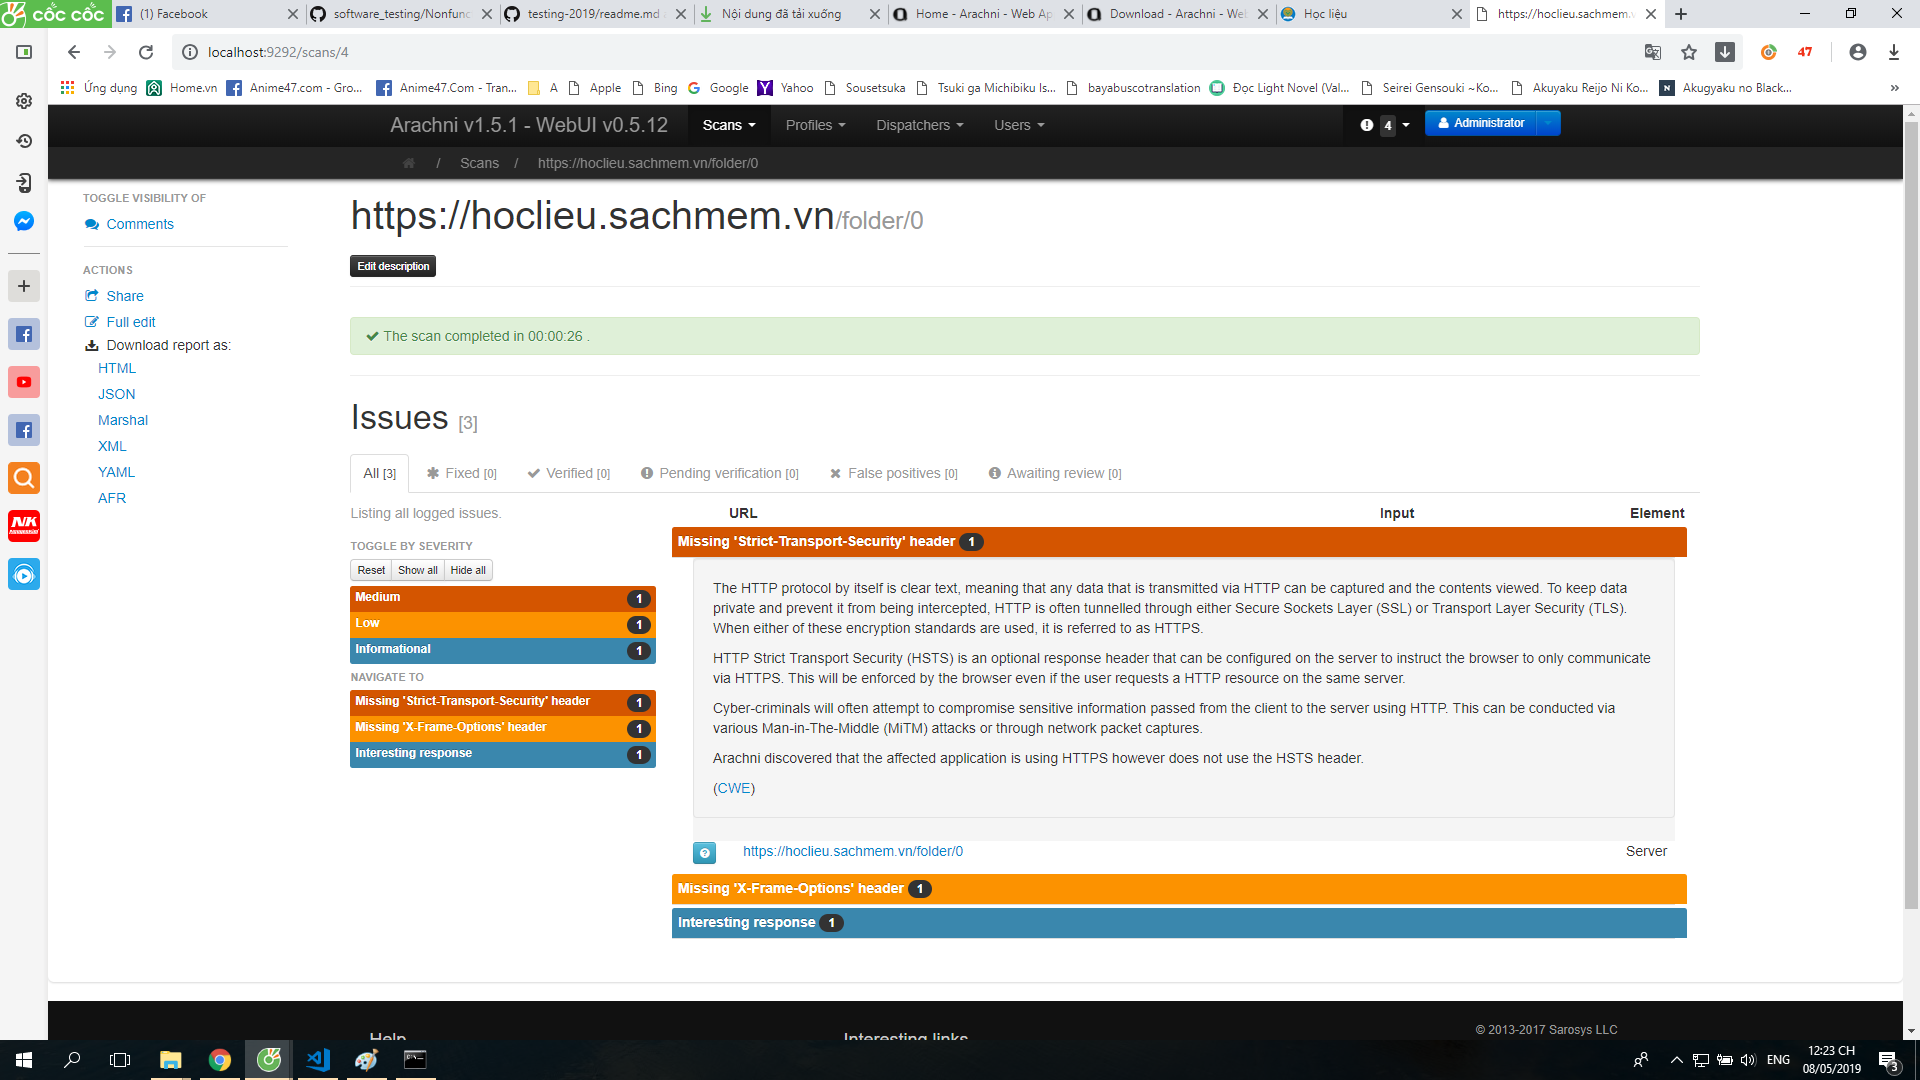 cốc cốc
(1) Facebook
software_testing/Nonfunc
testing-2019/readme.md
Nội dung đã tải xuống
Home - Arachni - Web Ap
Download - Arachni - Web
Học liệu
https://hoclieu.sachmem.v
localhost:9292/scans/4
47
Ứng dụng
Home.vn
Anime47.com - Gro...
Anime47.Com - Tran...
A
Apple
Bing
Google
Yahoo
Sousetsuka
Tsuki ga Michibiku Is...
bayabuscotranslation
Đọc Light Novel (Val...
Seirei Gensouki ~Ko...
Akuyaku Reijo Ni Ko...
Akugyaku no Black...
Arachni v1.5.1 - WebUI v0.5.12
Scans
Profiles
Dispatchers
Users
4
Administrator
/ Scans / https://hoclieu.sachmem.vn/folder/0
TOGGLE VISIBILITY OF
Comments
ACTIONS
Share
Full edit
Download report as:
HTML
JSON
Marshal
XML
YAML
AFR
https://hoclieu.sachmem.vn/folder/0
Edit description
The scan completed in 00:00:26 .
Issues [3]
All [3]
Fixed [0]
Verified [0]
Pending verification [0]
False positives [0]
Awaiting review [0]
Listing all logged issues.
TOGGLE BY SEVERITY
Reset
Show all
Hide all
Medium 1
Low 1
Informational 1
NAVIGATE TO
Missing 'Strict-Transport-Security' header 1
Missing 'X-Frame-Options' header 1
Interesting response 1
URL Input Element
Missing 'Strict-Transport-Security' header 1
The HTTP protocol by itself is clear text, meaning that any data that is transmitted via HTTP can be captured and the contents viewed. To keep data
private and prevent it from being intercepted, HTTP is often tunnelled through either Secure Sockets Layer (SSL) or Transport Layer Security (TLS).
When either of these encryption standards are used, it is referred to as HTTPS.
HTTP Strict Transport Security (HSTS) is an optional response header that can be configured on the server to instruct the browser to only communicate
via HTTPS. This will be enforced by the browser even if the user requests a HTTP resource on the same server.
Cyber-criminals will often attempt to compromise sensitive information passed from the client to the server using HTTP. This can be conducted via
various Man-in-The-Middle (MiTM) attacks or through network packet captures.
Arachni discovered that the affected application is using HTTPS however does not use the HSTS header.
(CWE)
https://hoclieu.sachmem.vn/folder/0 Server
Missing 'X-Frame-Options' header 1
Interesting response 1
Help
Interesting links
© 2013-2017 Sarosys LLC
NK
ENG
12:23 CH
08/05/2019
3